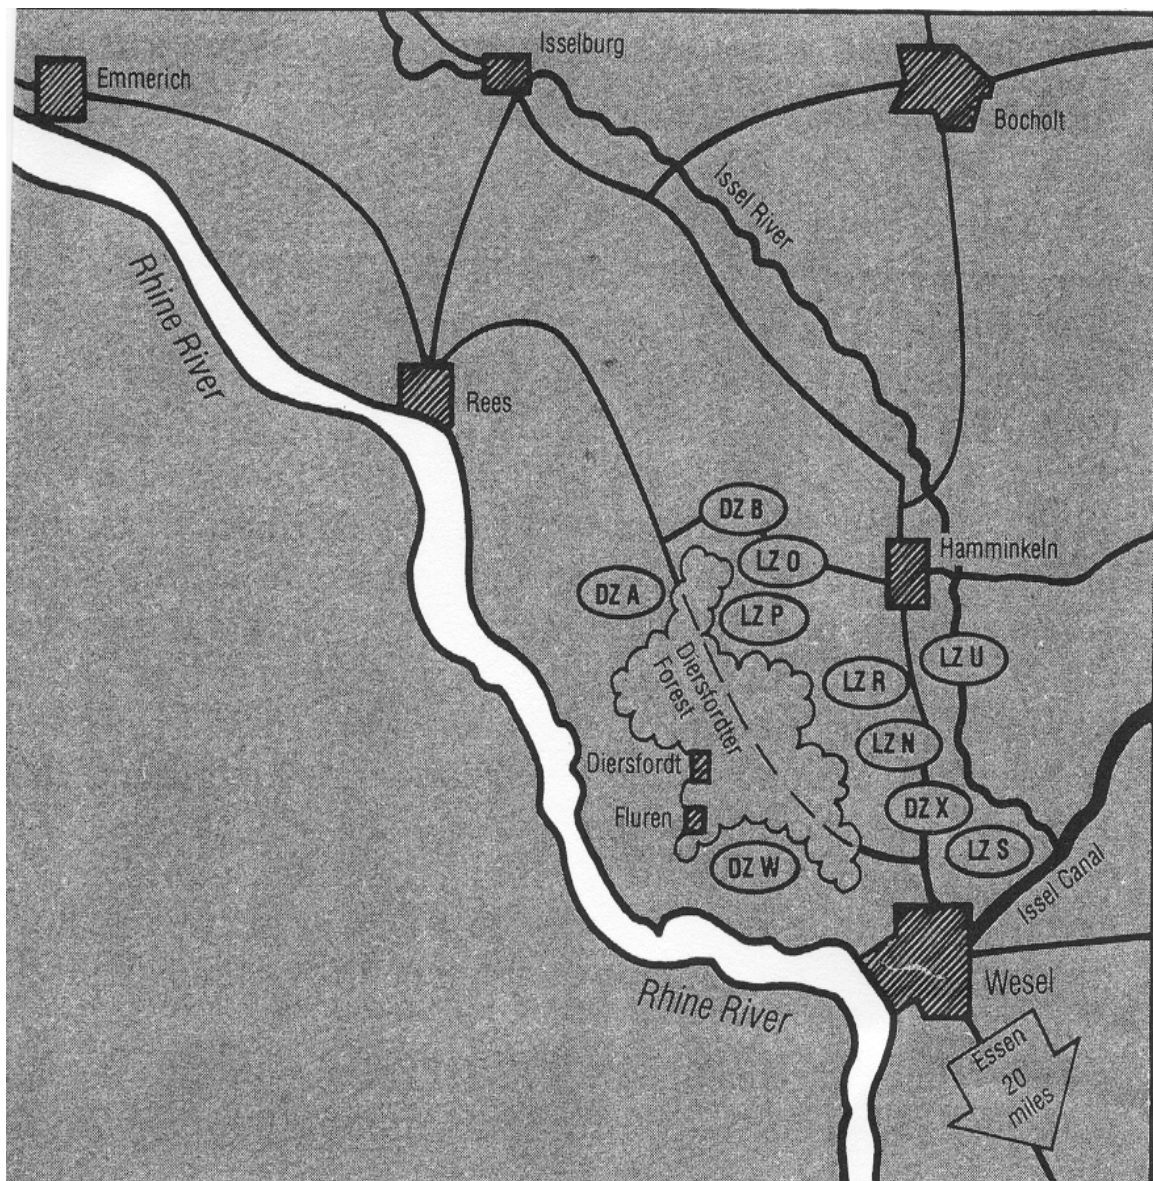 Isselburg
Emmerich
Bocholt
Issel River
Rhine River
Rees
DZ B
Hamminkeln
LZ O
DZ A
LZ P
LZ U
Diersfordter
Forest
LZ R
LZ N
Diersfordt
DZ X
Fluren
LZ S
DZ W
Issel Canal
Wesel
Rhine River
Essen
20
miles